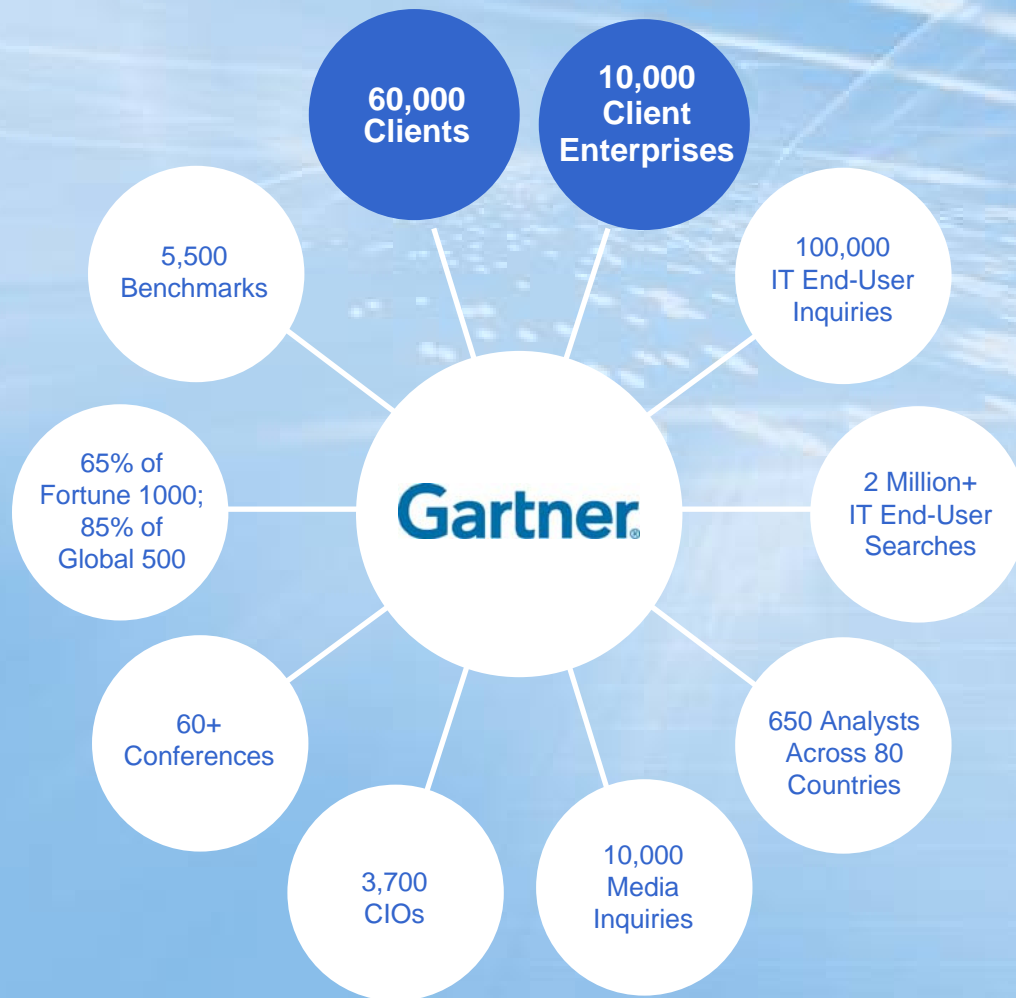 60,000
Clients
10,000
Client
Enterprises
100,000
IT End-User
Inquiries
2 Million+
IT End-User
Searches
650 Analysts
Across 80
Countries
10,000
Media
Inquiries
3,700
CIOs
60+
Conferences
65% of
Fortune 1000;
85% of
Global 500
5,500
Benchmarks
Gartner®